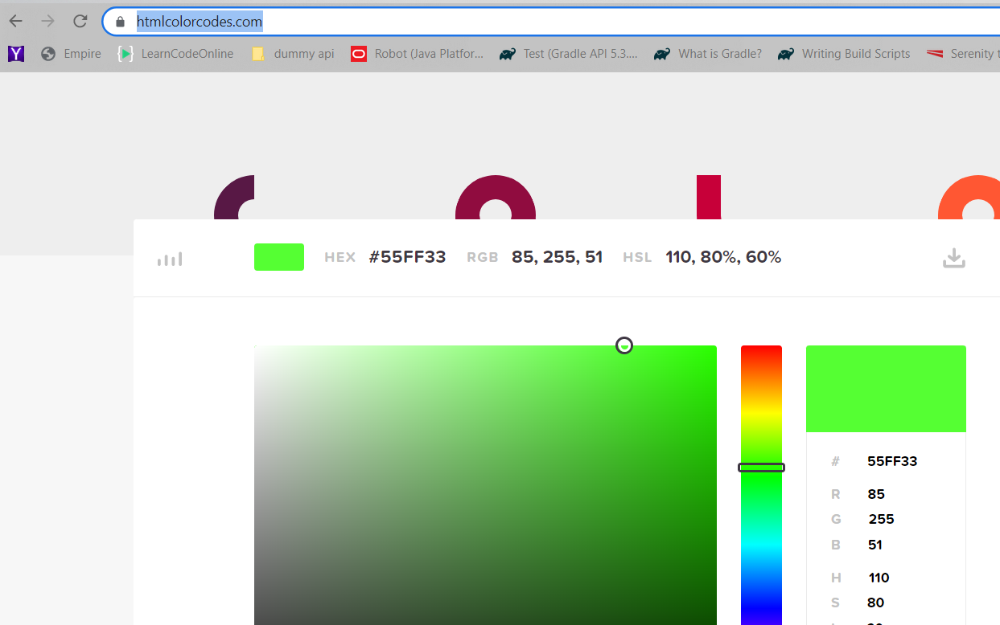 htmlcolorcodes.com
Empire LearnCodeOnline dummy api Robot (Java Platfor... Test (Gradle API 5.3.... What is Gradle? Writing Build Scripts Serenity
HEX #55FF33 RGB 85, 255, 51 HSL 110, 80%, 60%
# 55FF33
R 85
G 255
B 51
H 110
S 80